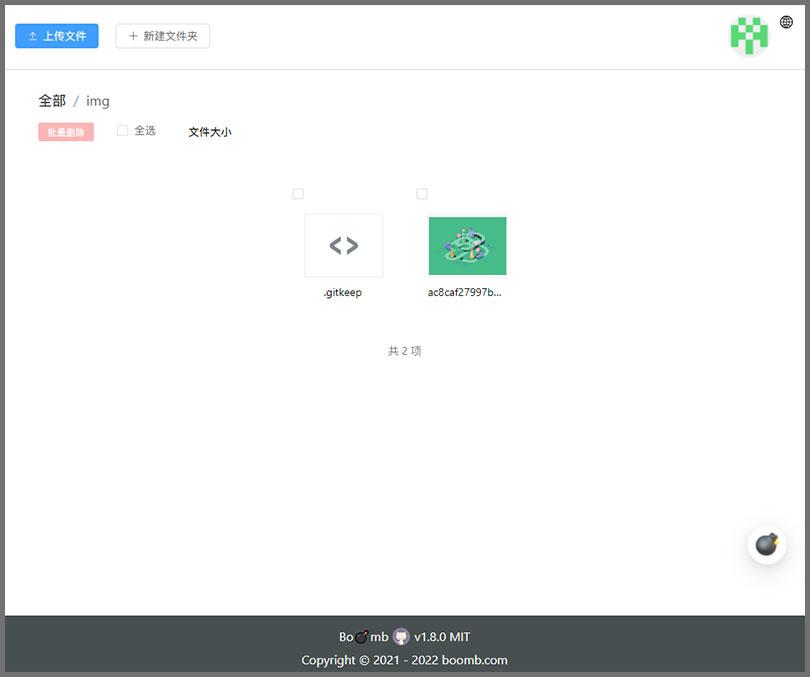 上传文件 新建文件夹
全部 / img
批量删除 全选 文件大小
.gitkeep ac8caf27997b...
共 2 项
Bo mb v1.8.0 MIT
Copyright © 2021 - 2022 boomb.com